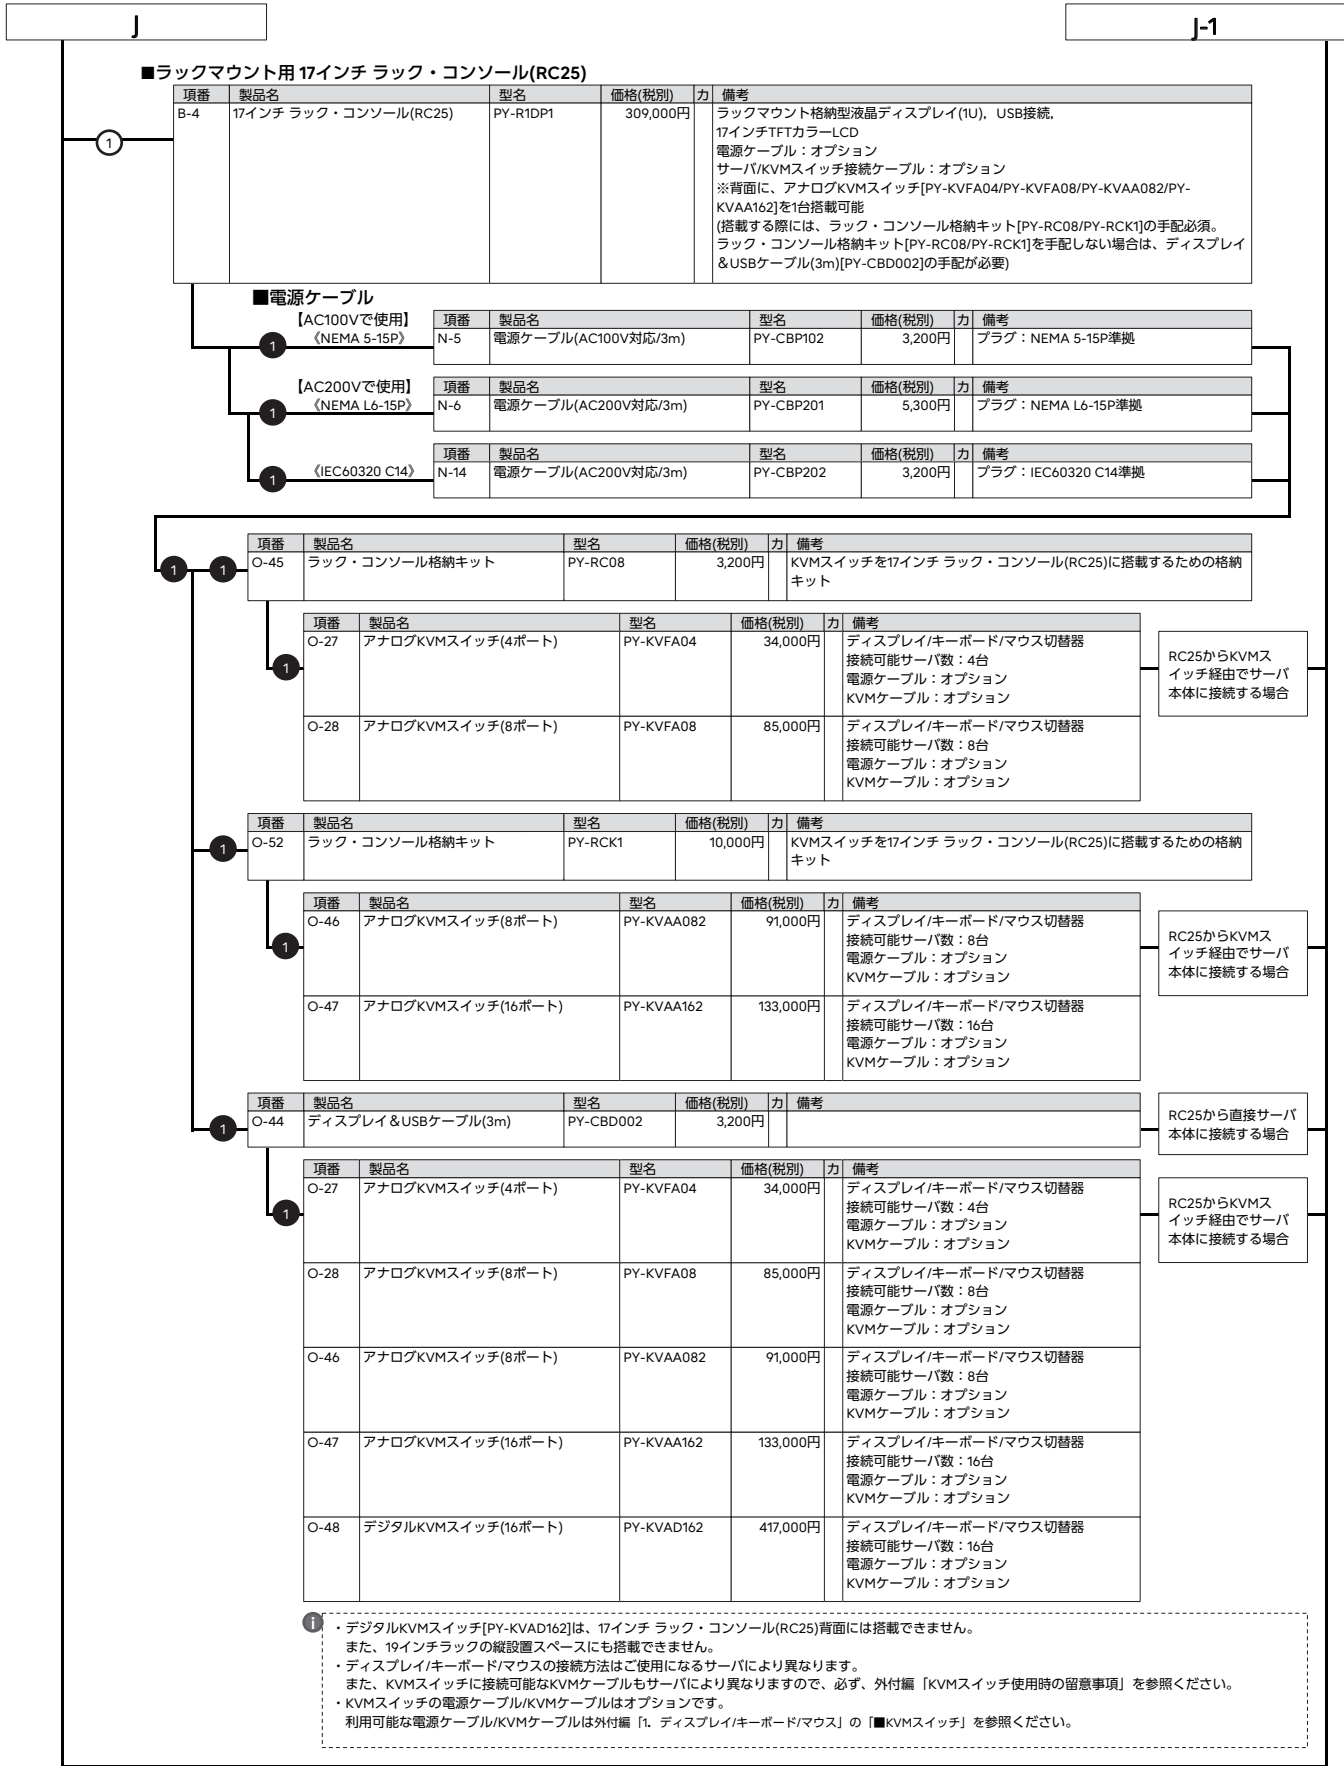 J
J-1
■ラックマウント用 17インチ ラック・コンソール(RC25)
項番 製品名 型名 価格(税別) カ 備考
B-4 17インチ ラック・コンソール(RC25) PY-R1DP1 309,000円 ラックマウント格納型液晶ディスプレイ(1U)，USB接続，
17インチTFTカラーLCD
電源ケーブル：オプション
サーバ/KVMスイッチ接続ケーブル：オプション
※背面に、アナログKVMスイッチ[PY-KVFA04/PY-KVFA08/PY-KVAA082/PY-
KVAA162]を1台搭載可能
(搭載する際には、ラック・コンソール格納キット[PY-RC08/PY-RCK1]の手配必須。
ラック・コンソール格納キット[PY-RC08/PY-RCK1]を手配しない場合は、ディスプレイ
＆USBケーブル(3m)[PY-CBD002]の手配が必要)
1
■電源ケーブル
【AC100Vで使用】 項番 製品名 型名 価格(税別) カ 備考
1 《NEMA 5-15P》 N-5 電源ケーブル(AC100V対応/3m) PY-CBP102 3,200円 プラグ：NEMA 5-15P準拠
【AC200Vで使用】 項番 製品名 型名 価格(税別) カ 備考
1 《NEMA L6-15P》 N-6 電源ケーブル(AC200V対応/3m) PY-CBP201 5,300円 プラグ：NEMA L6-15P準拠
項番 製品名 型名 価格(税別) カ 備考
1 《IEC60320 C14》 N-14 電源ケーブル(AC200V対応/3m) PY-CBP202 3,200円 プラグ：IEC60320 C14準拠
項番 製品名 型名 価格(税別) カ 備考
1 1 O-45 ラック・コンソール格納キット PY-RC08 3,200円 KVMスイッチを17インチ ラック・コンソール(RC25)に搭載するための格納
キット
項番 製品名 型名 価格(税別) カ 備考
1 O-27 アナログKVMスイッチ(4ポート) PY-KVFA04 34,000円 ディスプレイ/キーボード/マウス切替器
接続可能サーバ数：4台
電源ケーブル：オプション
KVMケーブル：オプション
RC25からKVMス
イッチ経由でサーバ
本体に接続する場合
O-28 アナログKVMスイッチ(8ポート) PY-KVFA08 85,000円 ディスプレイ/キーボード/マウス切替器
接続可能サーバ数：8台
電源ケーブル：オプション
KVMケーブル：オプション
項番 製品名 型名 価格(税別) カ 備考
1 O-52 ラック・コンソール格納キット PY-RCK1 10,000円 KVMスイッチを17インチ ラック・コンソール(RC25)に搭載するための格納
キット
項番 製品名 型名 価格(税別) カ 備考
1 O-46 アナログKVMスイッチ(8ポート) PY-KVAA082 91,000円 ディスプレイ/キーボード/マウス切替器
接続可能サーバ数：8台
電源ケーブル：オプション
KVMケーブル：オプション
RC25からKVMス
イッチ経由でサーバ
本体に接続する場合
O-47 アナログKVMスイッチ(16ポート) PY-KVAA162 133,000円 ディスプレイ/キーボード/マウス切替器
接続可能サーバ数：16台
電源ケーブル：オプション
KVMケーブル：オプション
項番 製品名 型名 価格(税別) カ 備考
1 O-44 ディスプレイ＆USBケーブル(3m) PY-CBD002 3,200円
RC25から直接サーバ
本体に接続する場合
項番 製品名 型名 価格(税別) カ 備考
1 O-27 アナログKVMスイッチ(4ポート) PY-KVFA04 34,000円 ディスプレイ/キーボード/マウス切替器
接続可能サーバ数：4台
電源ケーブル：オプション
KVMケーブル：オプション
RC25からKVMス
イッチ経由でサーバ
本体に接続する場合
O-28 アナログKVMスイッチ(8ポート) PY-KVFA08 85,000円 ディスプレイ/キーボード/マウス切替器
接続可能サーバ数：8台
電源ケーブル：オプション
KVMケーブル：オプション
O-46 アナログKVMスイッチ(8ポート) PY-KVAA082 91,000円 ディスプレイ/キーボード/マウス切替器
接続可能サーバ数：8台
電源ケーブル：オプション
KVMケーブル：オプション
O-47 アナログKVMスイッチ(16ポート) PY-KVAA162 133,000円 ディスプレイ/キーボード/マウス切替器
接続可能サーバ数：16台
電源ケーブル：オプション
KVMケーブル：オプション
O-48 デジタルKVMスイッチ(16ポート) PY-KVAD162 417,000円 ディスプレイ/キーボード/マウス切替器
接続可能サーバ数：16台
電源ケーブル：オプション
KVMケーブル：オプション
i
・デジタルKVMスイッチ[PY-KVAD162]は、17インチ ラック・コンソール(RC25)背面には搭載できません。
また、19インチラックの縦設置スペースにも搭載できません。
・ディスプレイ/キーボード/マウスの接続方法はご使用になるサーバにより異なります。
また、KVMスイッチに接続可能なKVMケーブルもサーバにより異なりますので、必ず、外付編「KVMスイッチ使用時の留意事項」を参照ください。
・KVMスイッチの電源ケーブル/KVMケーブルはオプションです。
利用可能な電源ケーブル/KVMケーブルは外付編「1．ディスプレイ/キーボード/マウス」の「■KVMスイッチ」を参照ください。